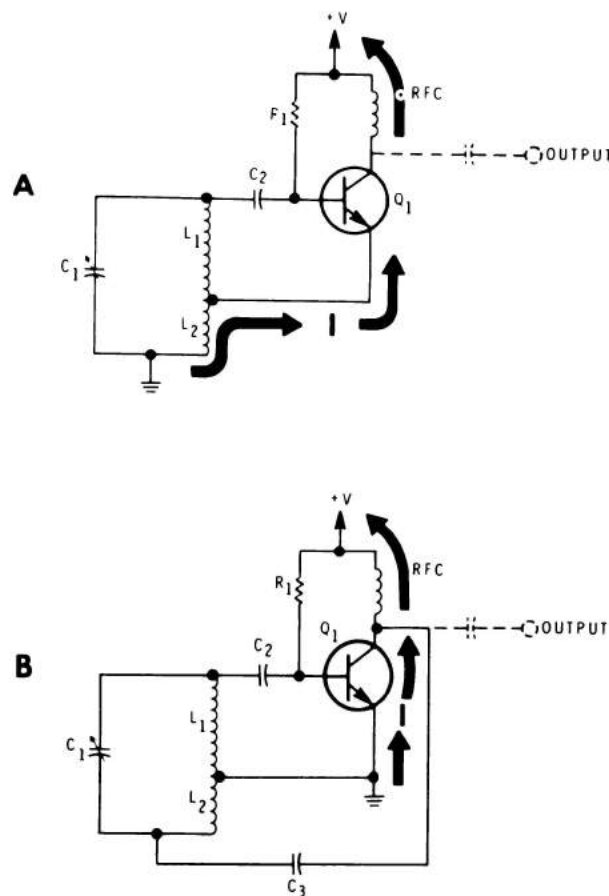 +V
RFC
F1
A
C2
Q1
OUTPUT
L1
C1
L2
I
+V
RFC
R1
Q1
OUTPUT
B
C2
L1
C1
I
L2
C3